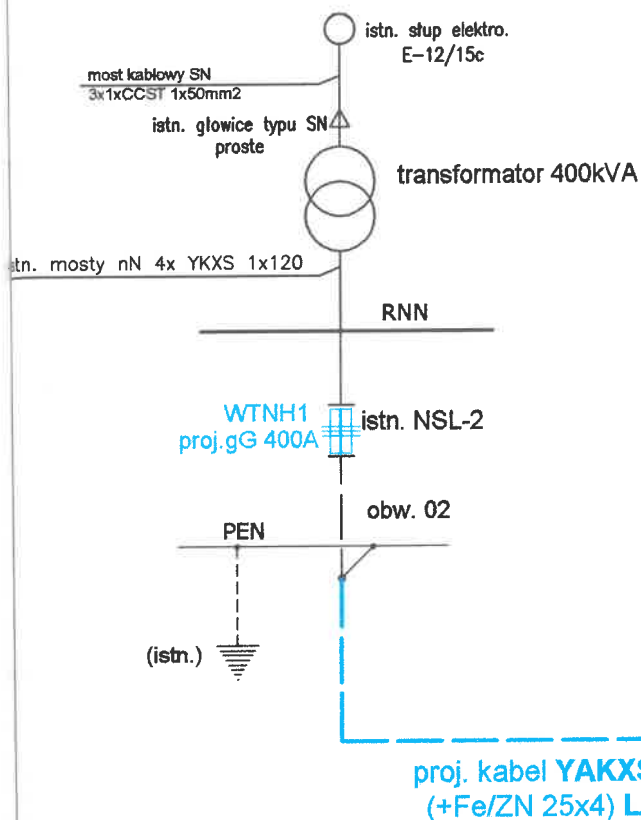 istn. słup elektro.
E-12/15c
most kablowy SN
3x1xCCST 1x50mm2
istn. głowice typu SN
proste
transformator 400kVA
mosty nN 4x YKXS 1x120
RNN
WTNH1
proj.gG 400A
istn. NSL-2
obw. 02
PEN
(istn.)
proj. kabel YAKXS
(+Fe/ZN 25x4) L